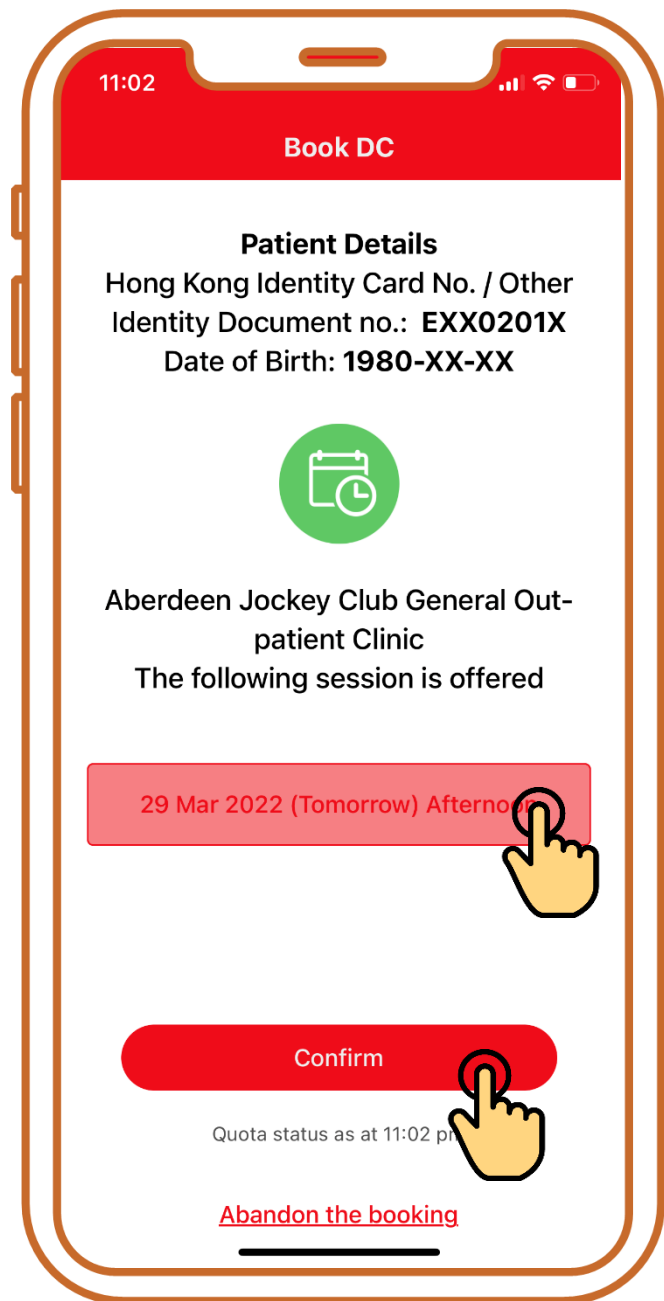 11:02
Book DC
Patient Details
Hong Kong Identity Card No. / Other
Identity Document no.: EXX0201X
Date of Birth: 1980-XX-XX
Aberdeen Jockey Club General Out-
patient Clinic
The following session is offered
29 Mar 2022 (Tomorrow) Afternoon
Confirm
Quota status as at 11:02 pm
Abandon the booking